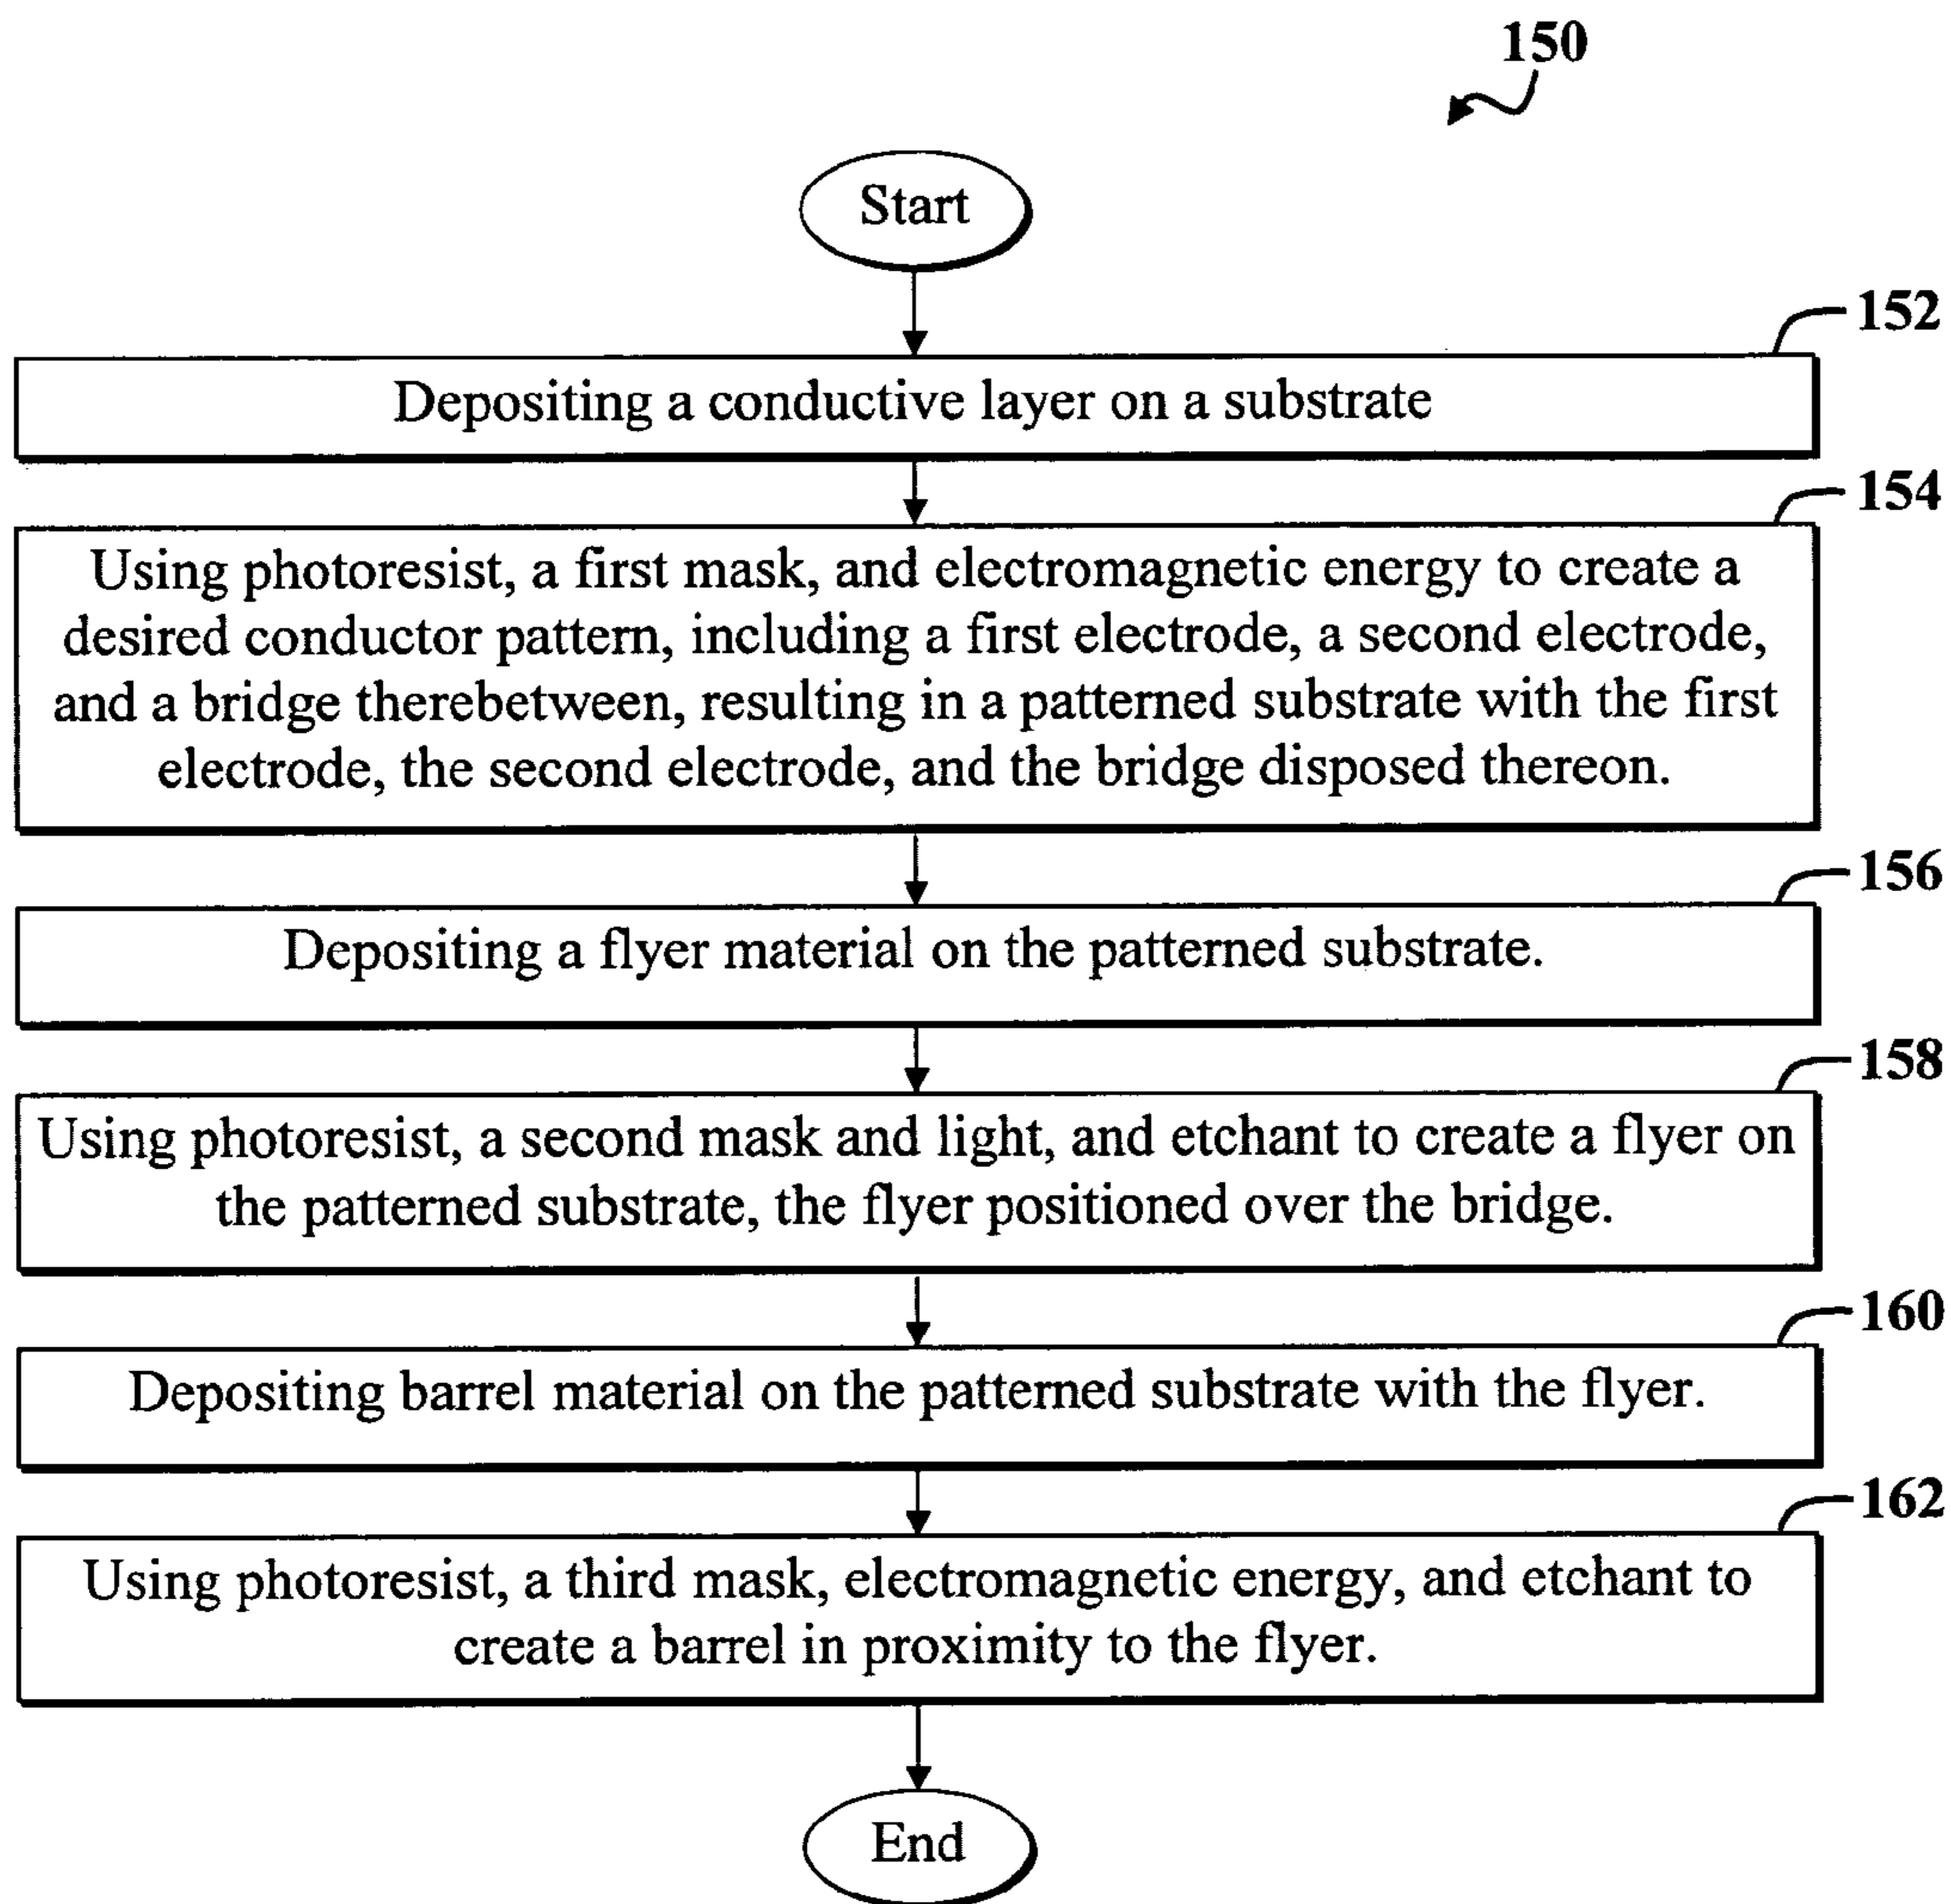 150
Start
152
Depositing a conductive layer on a substrate
154
Using photoresist, a first mask, and electromagnetic energy to create a
desired conductor pattern, including a first electrode, a second electrode,
and a bridge therebetween, resulting in a patterned substrate with the first
electrode, the second electrode, and the bridge disposed thereon.
156
Depositing a flyer material on the patterned substrate.
158
Using photoresist, a second mask and light, and etchant to create a flyer on
the patterned substrate, the flyer positioned over the bridge.
160
Depositing barrel material on the patterned substrate with the flyer.
162
Using photoresist, a third mask, electromagnetic energy, and etchant to
create a barrel in proximity to the flyer.
End